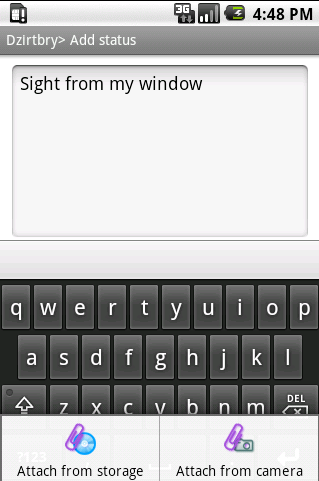 3G 4:48 PM
Dzirtbry> Add status
Sight from my window
q w e r t y u i o p
a s d f g h j k l
z x c v b n m DEL
?123
Attach from storage Attach from camera